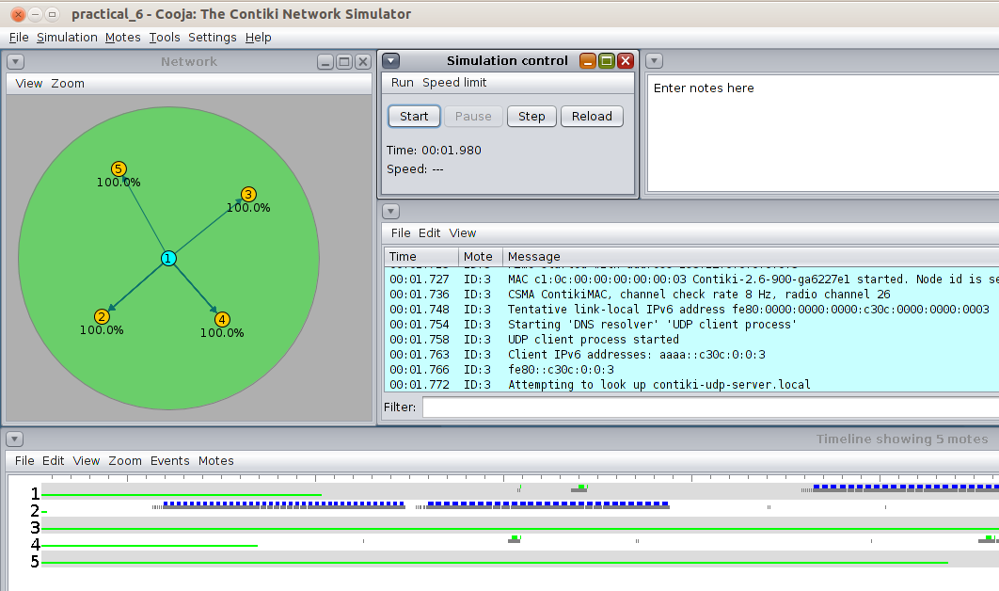 practical_6 - Cooja: The Contiki Network Simulator
File Simulation Motes Tools Settings Help
Network
View Zoom
5
100.0%
3
100.0%
1
2
100.0%
4
100.0%
Simulation control
Run Speed limit
Start Pause Step Reload
Time: 00:01.980
Speed: ---
Enter notes here
File Edit View
Time Mote Message
00:01.727 ID:3 MAC c1:0c:00:00:00:00:00:03 Contiki-2.6-900-ga6227e1 started. Node id is se
00:01.736 ID:3 CSMA ContikiMAC, channel check rate 8 Hz, radio channel 26
00:01.748 ID:3 Tentative link-local IPv6 address fe80:0000:0000:0000:c30c:0000:0000:0003
00:01.754 ID:3 Starting 'DNS resolver' 'UDP client process'
00:01.758 ID:3 UDP client process started
00:01.763 ID:3 Client IPv6 addresses: aaaa::c30c:0:0:3
00:01.766 ID:3 fe80::c30c:0:0:3
00:01.772 ID:3 Attempting to look up contiki-udp-server.local
Filter:
Timeline showing 5 motes
File Edit View Zoom Events Motes
1
2
3
4
5